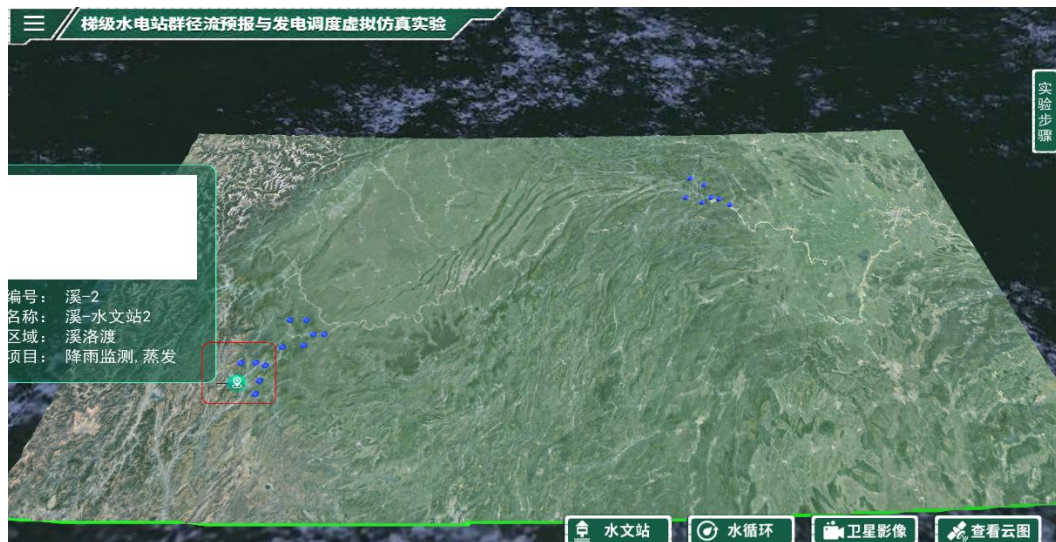 梯级水电站群径流预报与发电调度虚拟仿真实验
实验步骤
编号： 溪-2
名称： 溪-水文站2
区域： 溪洛渡
项目： 降雨监测,蒸发
水文站
水循环
卫星影像
查看云图